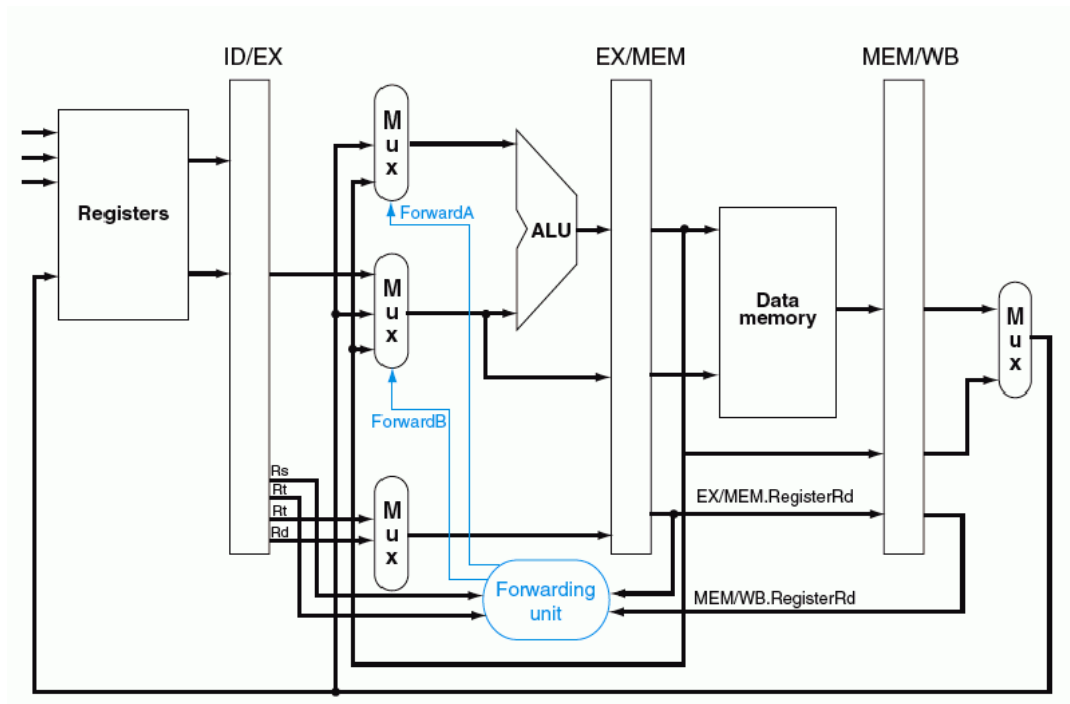 ID/EX
EX/MEM
MEM/WB
M
u
x
Registers
ForwardA
ALU
M
u
x
Data
memory
M
u
x
ForwardB
Rs
Rt
Rt
Rd
M
u
x
EX/MEM.RegisterRd
Forwarding
unit
MEM/WB.RegisterRd